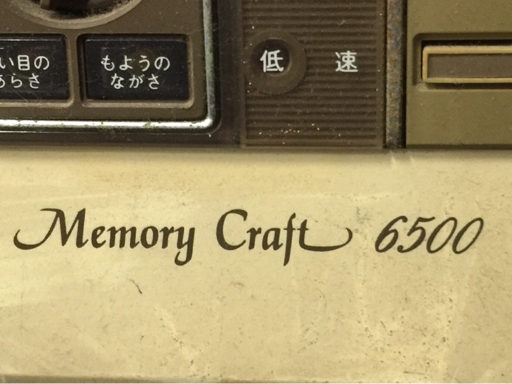 い目の
あらさ
もようの
ながさ
低 速
Memory Craft 6500